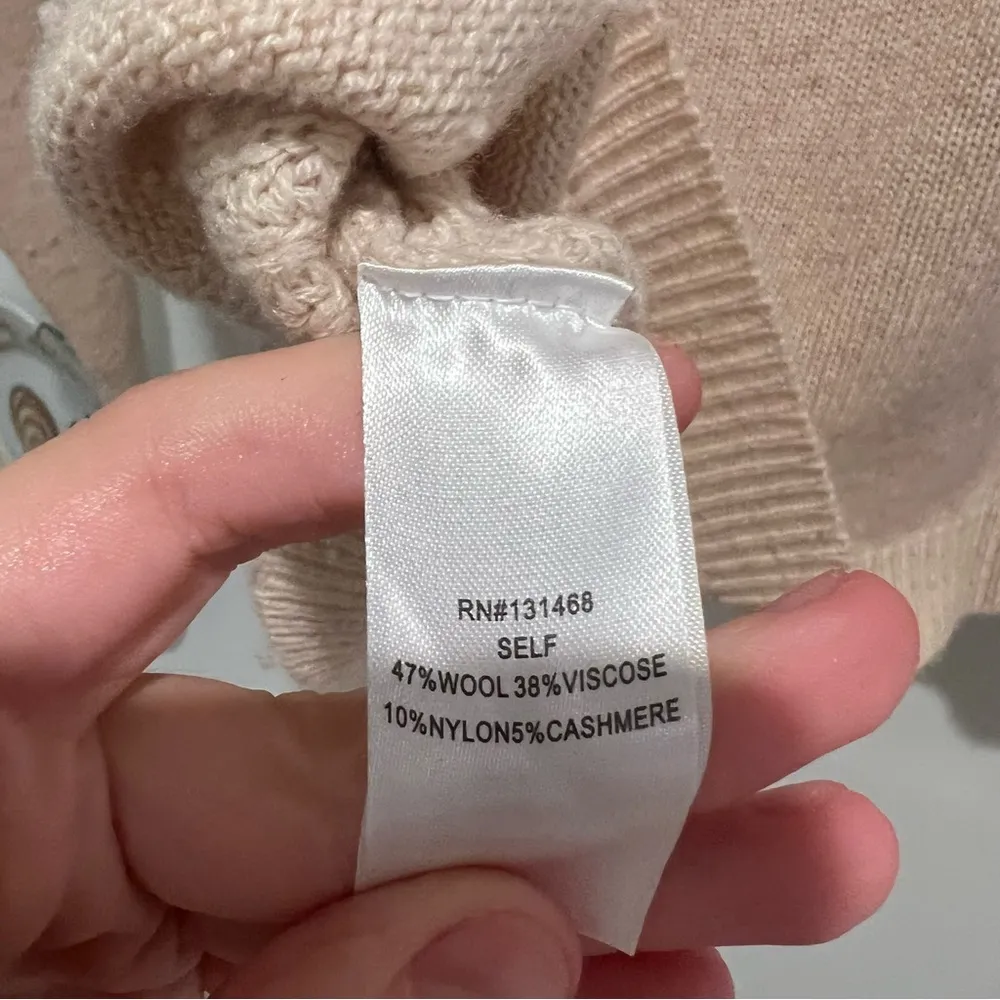 RN#131468
SELF
47%WOOL 38%VISCOSE
10%NYLON5%CASHMERE